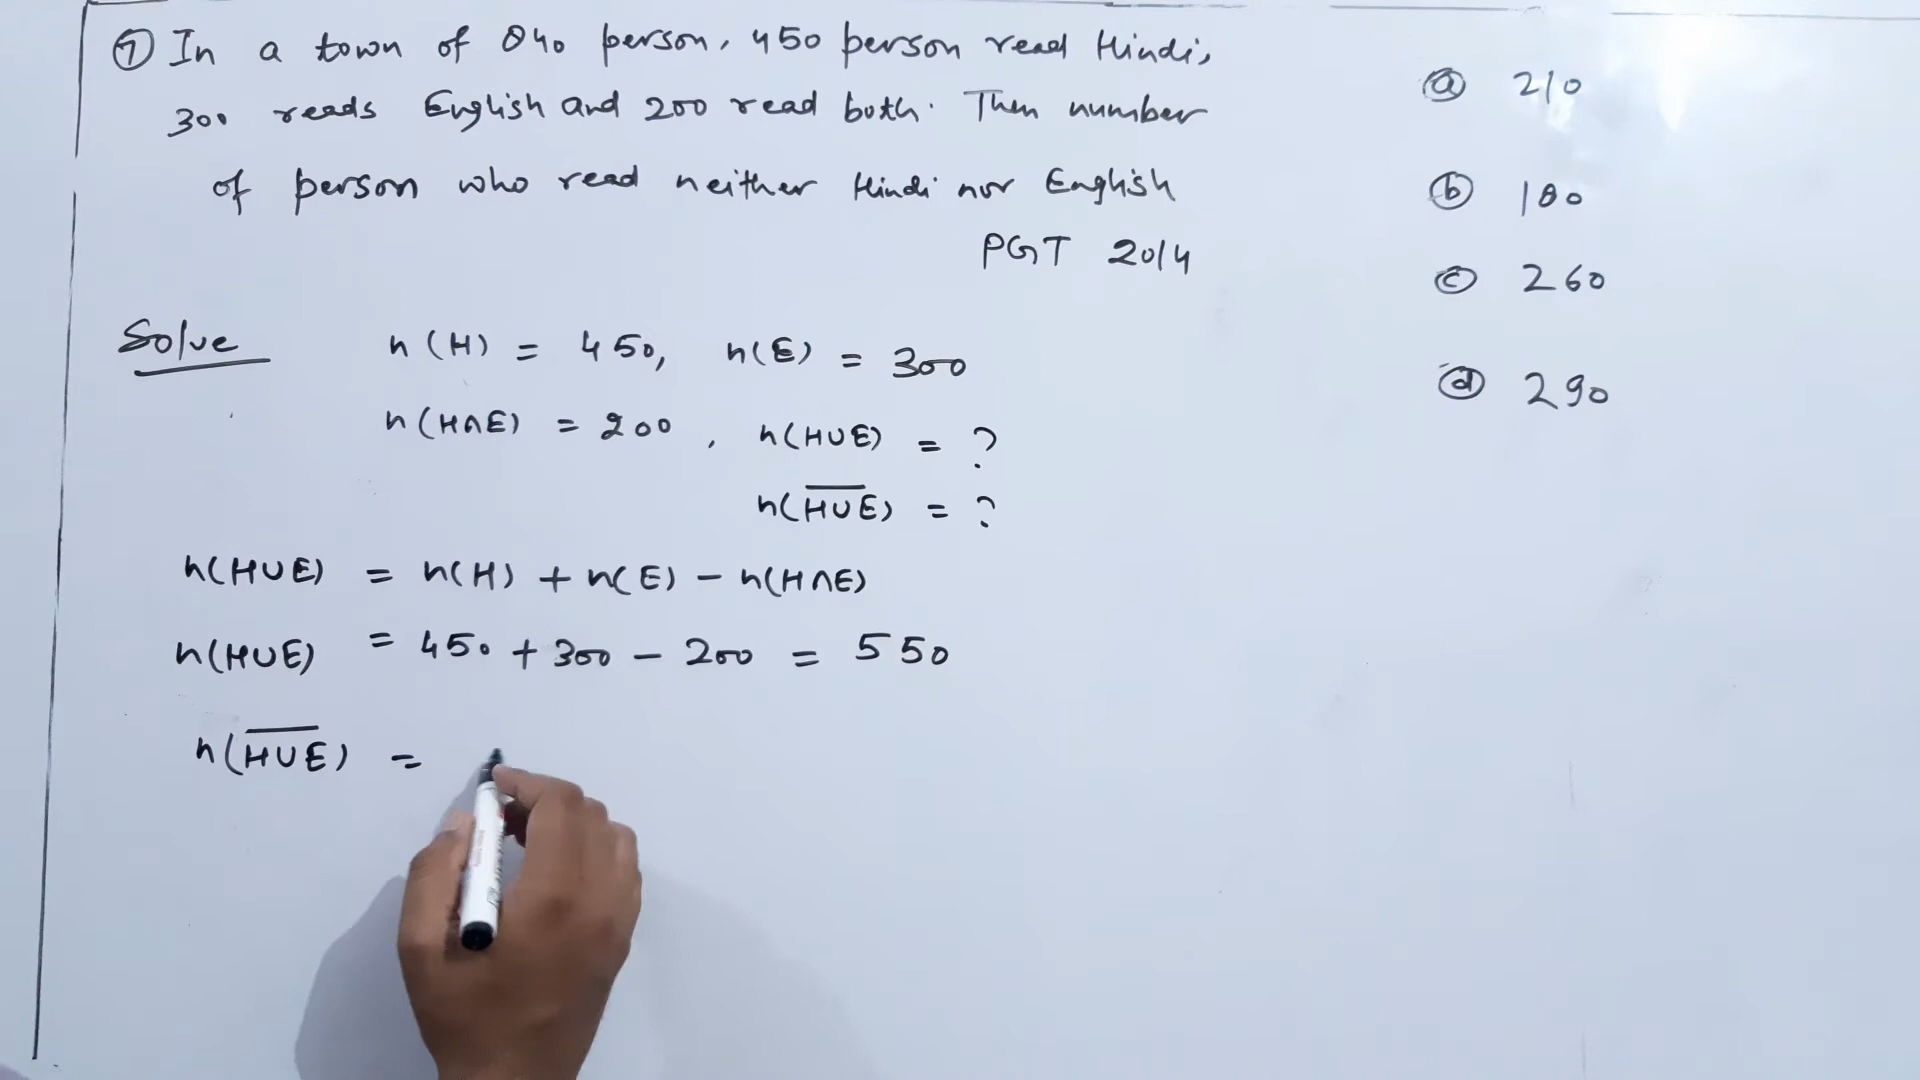 ⑦ In a town of 840 person, 450 person read Hindi,
300 reads English and 200 read both. Then number
of person who read neither Hindi nor English
PGT 2014
ⓐ 210
ⓑ 180
ⓒ 260
ⓓ 290
Solve n(H) = 450, n(E) = 300
n(H∩E) = 200, n(H∪E) = ?
n(H̅∪̅E̅) = ?
n(H∪E) = n(H) + n(E) - n(H∩E)
n(H∪E) = 450 + 300 - 200 = 550
n(H̅∪̅E̅) =